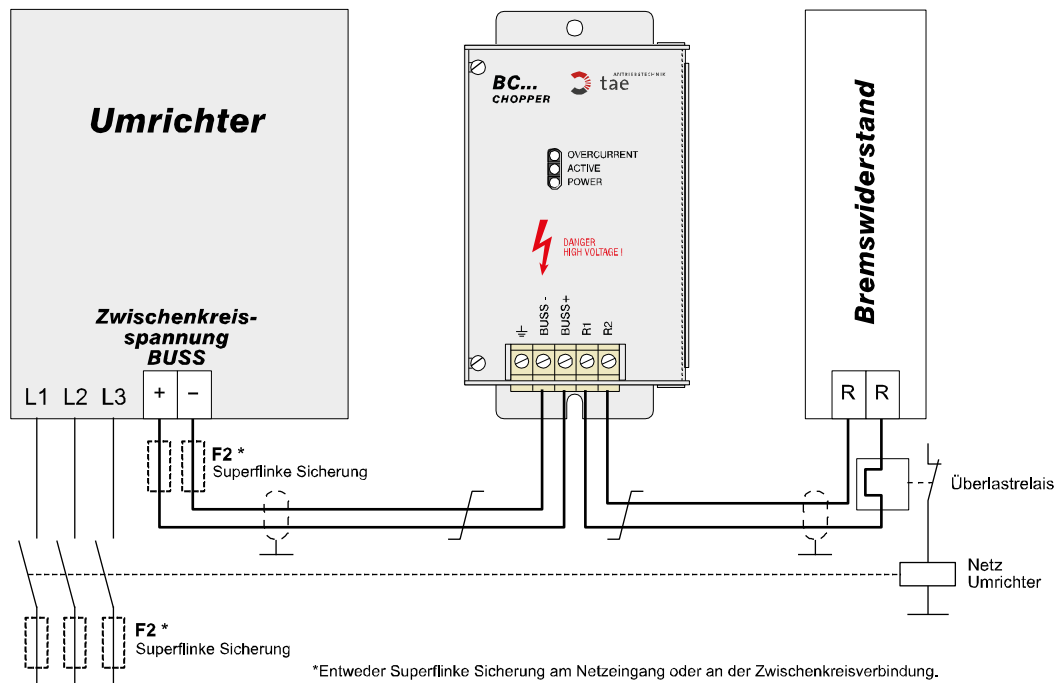 Umrichter
Zwischenkreis-
spannung
BUSS
L1 L2 L3 + −
BC...
CHOPPER
ANTRIEBSTECHNIK
tae
OVERCURRENT
ACTIVE
POWER
DANGER
HIGH VOLTAGE !
BUSS -
BUSS+
R1
R2
Bremswiderstand
R R
F2 *
Superflinke Sicherung
Überlastrelais
Netz
Umrichter
F2 *
Superflinke Sicherung
*Entweder Superflinke Sicherung am Netzeingang oder an der Zwischenkreisverbindung.